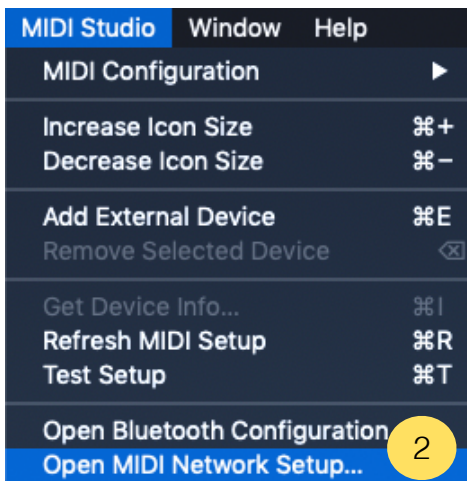 MIDI Studio Window Help
MIDI Configuration ▶
Increase Icon Size ⌘+
Decrease Icon Size ⌘−
Add External Device ⌘E
Remove Selected Device ⌫
Get Device Info... ⌘I
Refresh MIDI Setup ⌘R
Test Setup ⌘T
Open Bluetooth Configuration
Open MIDI Network Setup...
2